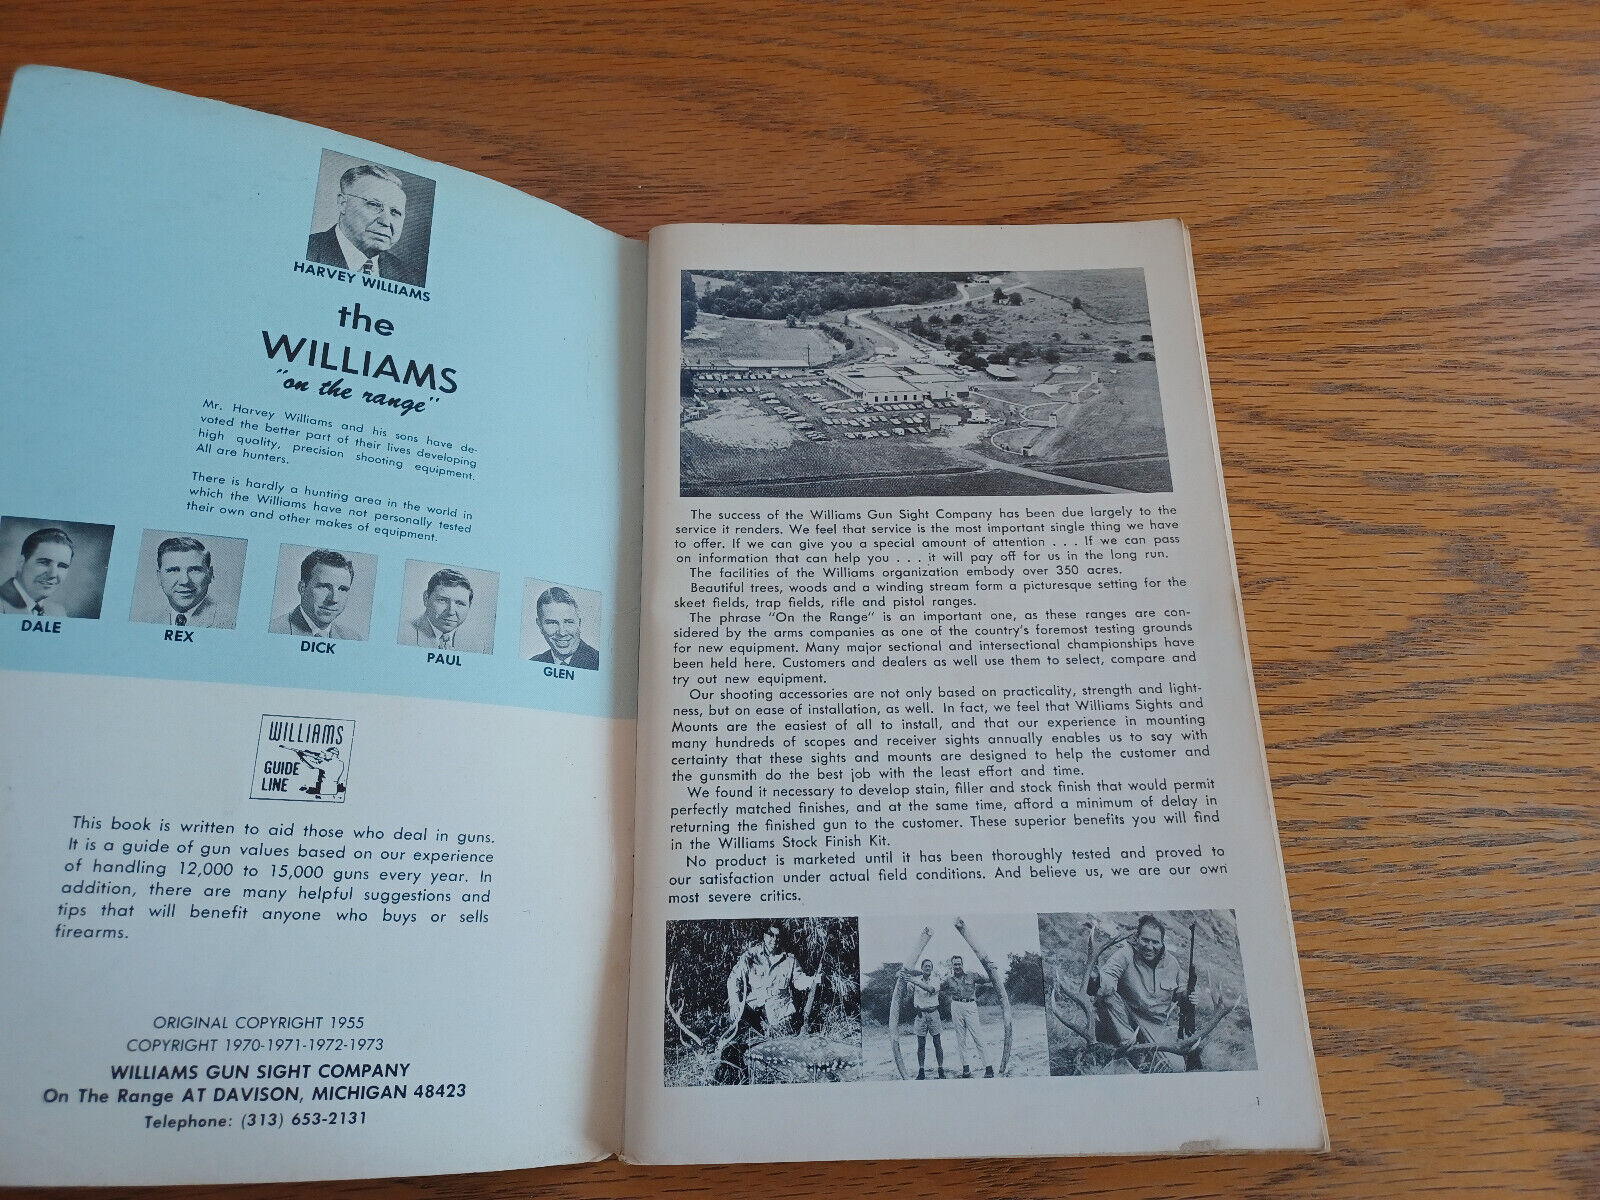 HARVEY WILLIAMS
the
WILLIAMS
"on the range"
Mr. Harvey Williams and his sons have de-
voted the better part of their lives developing
high quality, precision shooting equipment.
All are hunters.
There is hardly a hunting area in the world in
which the Williams have not personally tested
their own and other makes of equipment.
DALE
REX
DICK
PAUL
GLEN
WILLIAMS
GUIDE
LINE
This book is written to aid those who deal in guns.
It is a guide of gun values based on our experience
of handling 12,000 to 15,000 guns every year. In
addition, there are many helpful suggestions and
tips that will benefit anyone who buys or sells
firearms.
ORIGINAL COPYRIGHT 1955
COPYRIGHT 1970-1971-1972-1973
WILLIAMS GUN SIGHT COMPANY
On The Range AT DAVISON, MICHIGAN 48423
Telephone: (313) 653-2131
The success of the Williams Gun Sight Company has been due largely to the
service it renders. We feel that service is the most important single thing we have
to offer. If we can give you a special amount of attention . . . If we can pass
on information that can help you . . . it will pay off for us in the long run.
The facilities of the Williams organization embody over 350 acres.
Beautiful trees, woods and a winding stream form a picturesque setting for the
skeet fields, trap fields, rifle and pistol ranges.
The phrase "On the Range" is an important one, as these ranges are con-
sidered by the arms companies as one of the country's foremost testing grounds
for new equipment. Many major sectional and intersectional championships have
been held here. Customers and dealers as well use them to select, compare and
try out new equipment.
Our shooting accessories are not only based on practicality, strength and light-
ness, but on ease of installation, as well. In fact, we feel that Williams Sights and
Mounts are the easiest of all to install, and that our experience in mounting
many hundreds of scopes and receiver sights annually enables us to say with
certainty that these sights and mounts are designed to help the customer and
the gunsmith do the best job with the least effort and time.
We found it necessary to develop stain, filler and stock finish that would permit
perfectly matched finishes, and at the same time, afford a minimum of delay in
returning the finished gun to the customer. These superior benefits you will find
in the Williams Stock Finish Kit.
No product is marketed until it has been thoroughly tested and proved to
our satisfaction under actual field conditions. And believe us, we are our own
most severe critics.
1